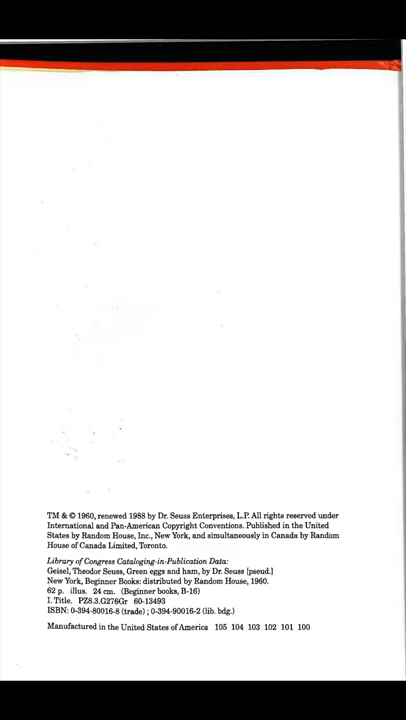 TM & © 1960, renewed 1988 by Dr. Seuss Enterprises, L.P. All rights reserved under
International and Pan-American Copyright Conventions. Published in the United
States by Random House, Inc., New York, and simultaneously in Canada by Random
House of Canada Limited, Toronto.
Library of Congress Cataloging-in-Publication Data:
Geisel, Theodor Seuss, Green eggs and ham, by Dr. Seuss [pseud.]
New York, Beginner Books: distributed by Random House, 1960.
62 p. illus. 24 cm. (Beginner books, B-16)
I. Title. PZ8.3.G276Gr 60-13493
ISBN: 0-394-80016-8 (trade) ; 0-394-90016-2 (lib. bdg.)
Manufactured in the United States of America 105 104 103 102 101 100